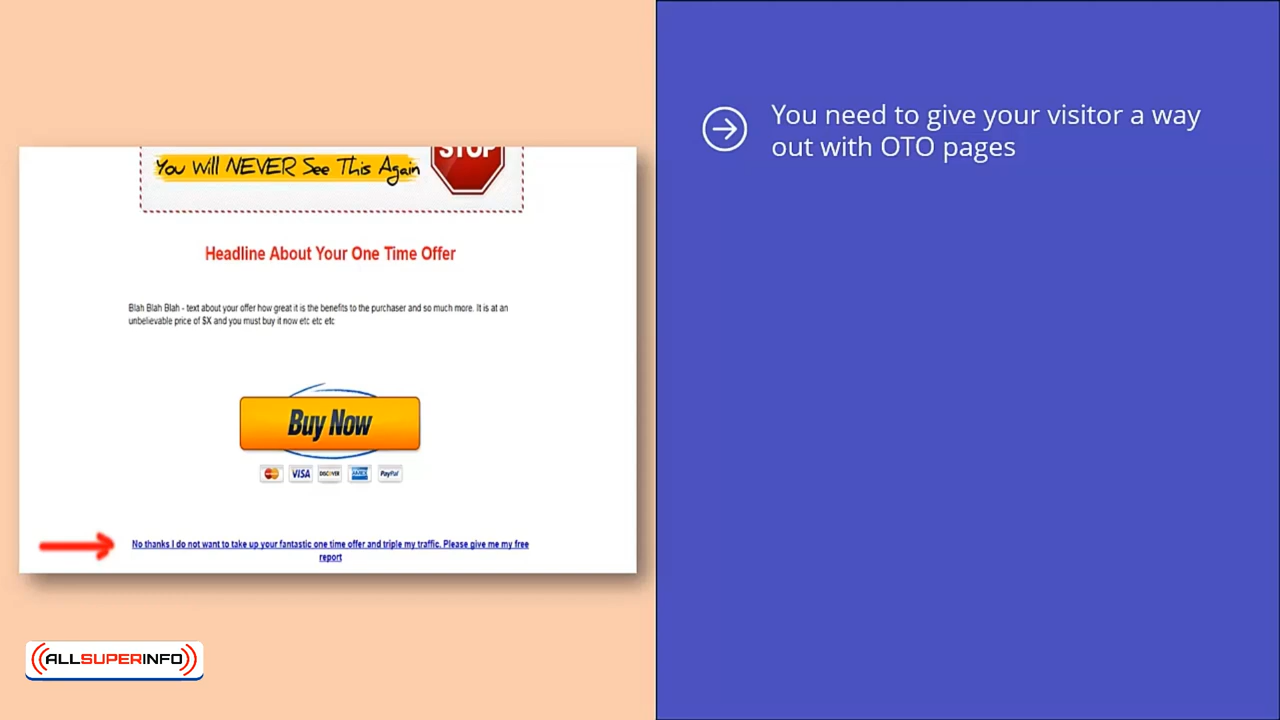 You Will NEVER See This Again
STOP
Headline About Your One Time Offer
Blah Blah Blah - text about your offer how great it is the benefits to the purchaser and so much more. It is at an
unbelievable price of $X and you must buy it now etc etc etc
Buy Now
VISA
DISCOVER
AMEX
PayPal
No thanks I do not want to take up your fantastic one time offer and triple my traffic. Please give me my free
report
ALLSUPERINFO
You need to give your visitor a way
out with OTO pages